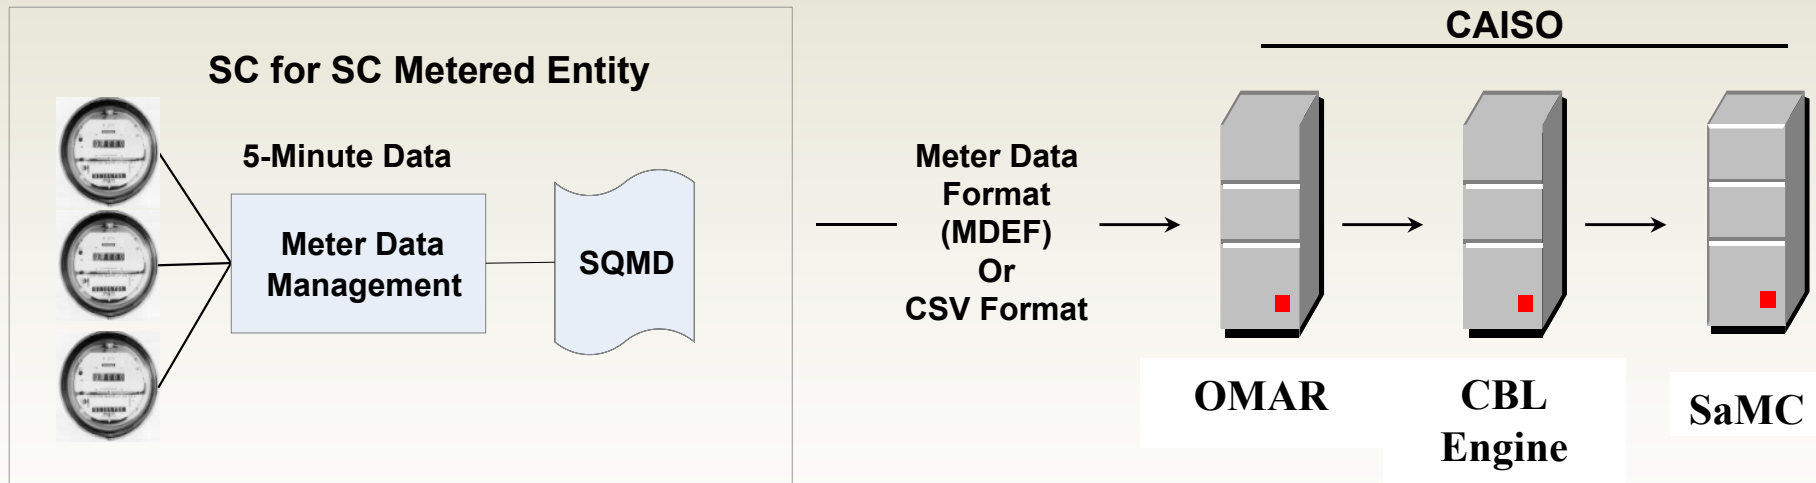 SC for SC Metered Entity
5-Minute Data
Meter Data
Management
SQMD
Meter Data
Format
(MDEF)
Or
CSV Format
CAISO
OMAR
CBL
Engine
SaMC